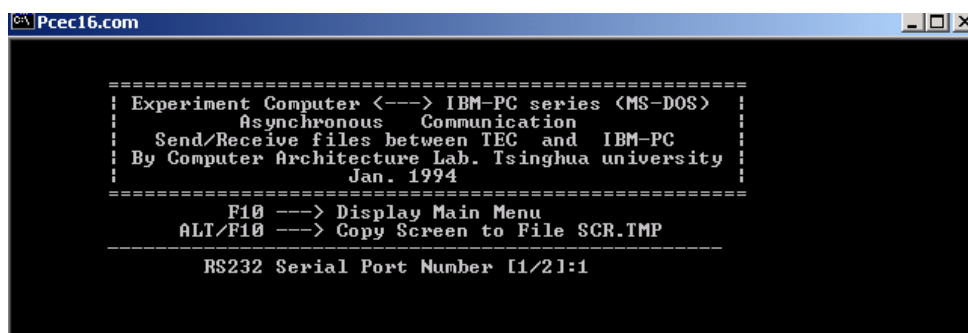 Pcec16.com
==========================================================
¦ Experiment Computer <---> IBM-PC series (MS-DOS) ¦
¦ Asynchronous Communication ¦
¦ Send/Receive files between TEC and IBM-PC ¦
¦ By Computer Architecture Lab. Tsinghua university ¦
¦ Jan. 1994 ¦
==========================================================
F10 ---> Display Main Menu
ALT/F10 ---> Copy Screen to File SCR.TMP
RS232 Serial Port Number [1/2]:1